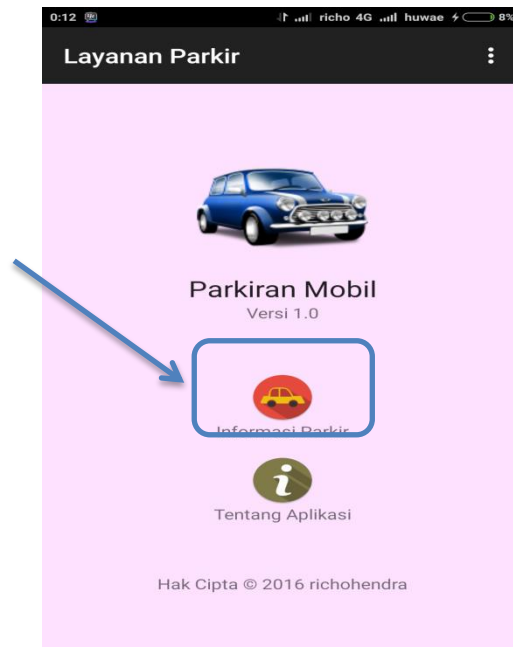 0:12 richo 4G huwae 8%
Layanan Parkir
Parkiran Mobil
Versi 1.0
Informasi Parkir
Tentang Aplikasi
Hak Cipta © 2016 richohendra